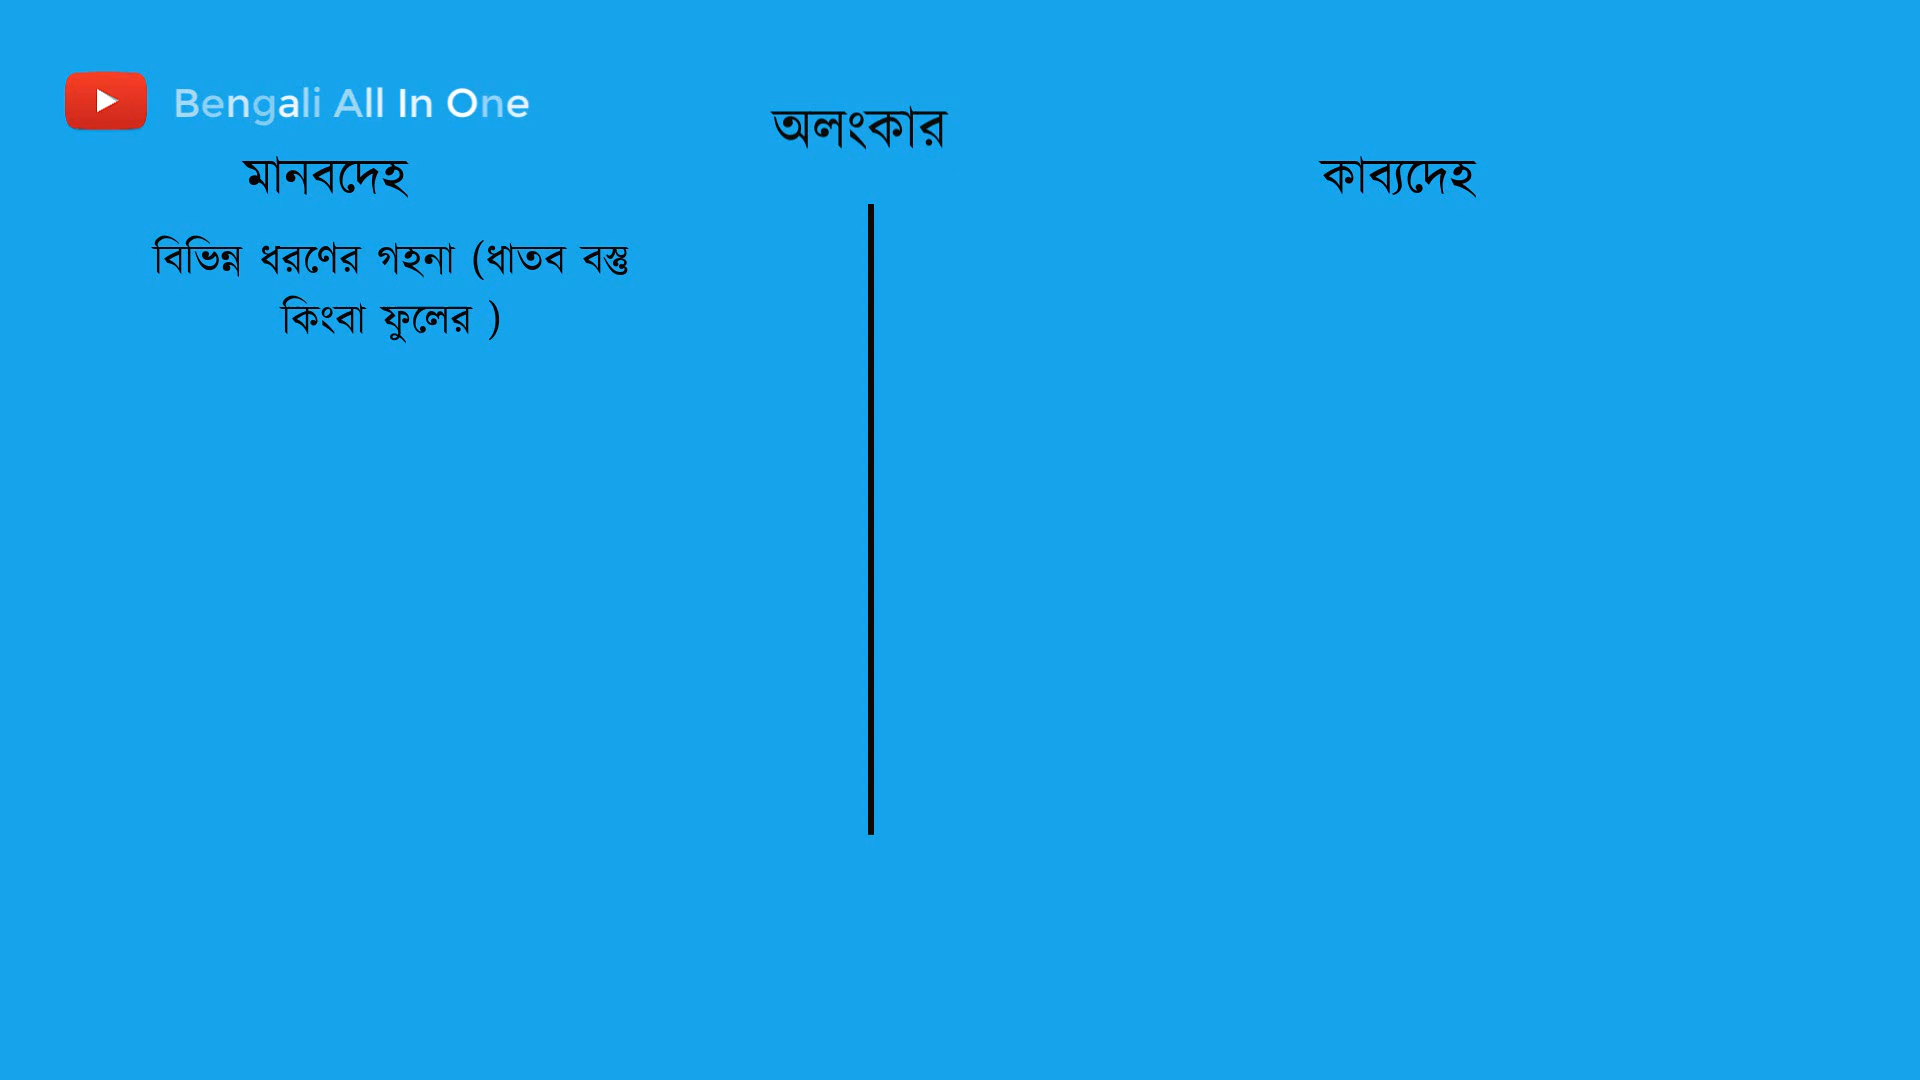 Bengali All In One
অলংকার
মানবদেহ
কাব্যদেহ
বিভিন্ন ধরণের গহনা (ধাতব বস্তু
কিংবা ফুলের )